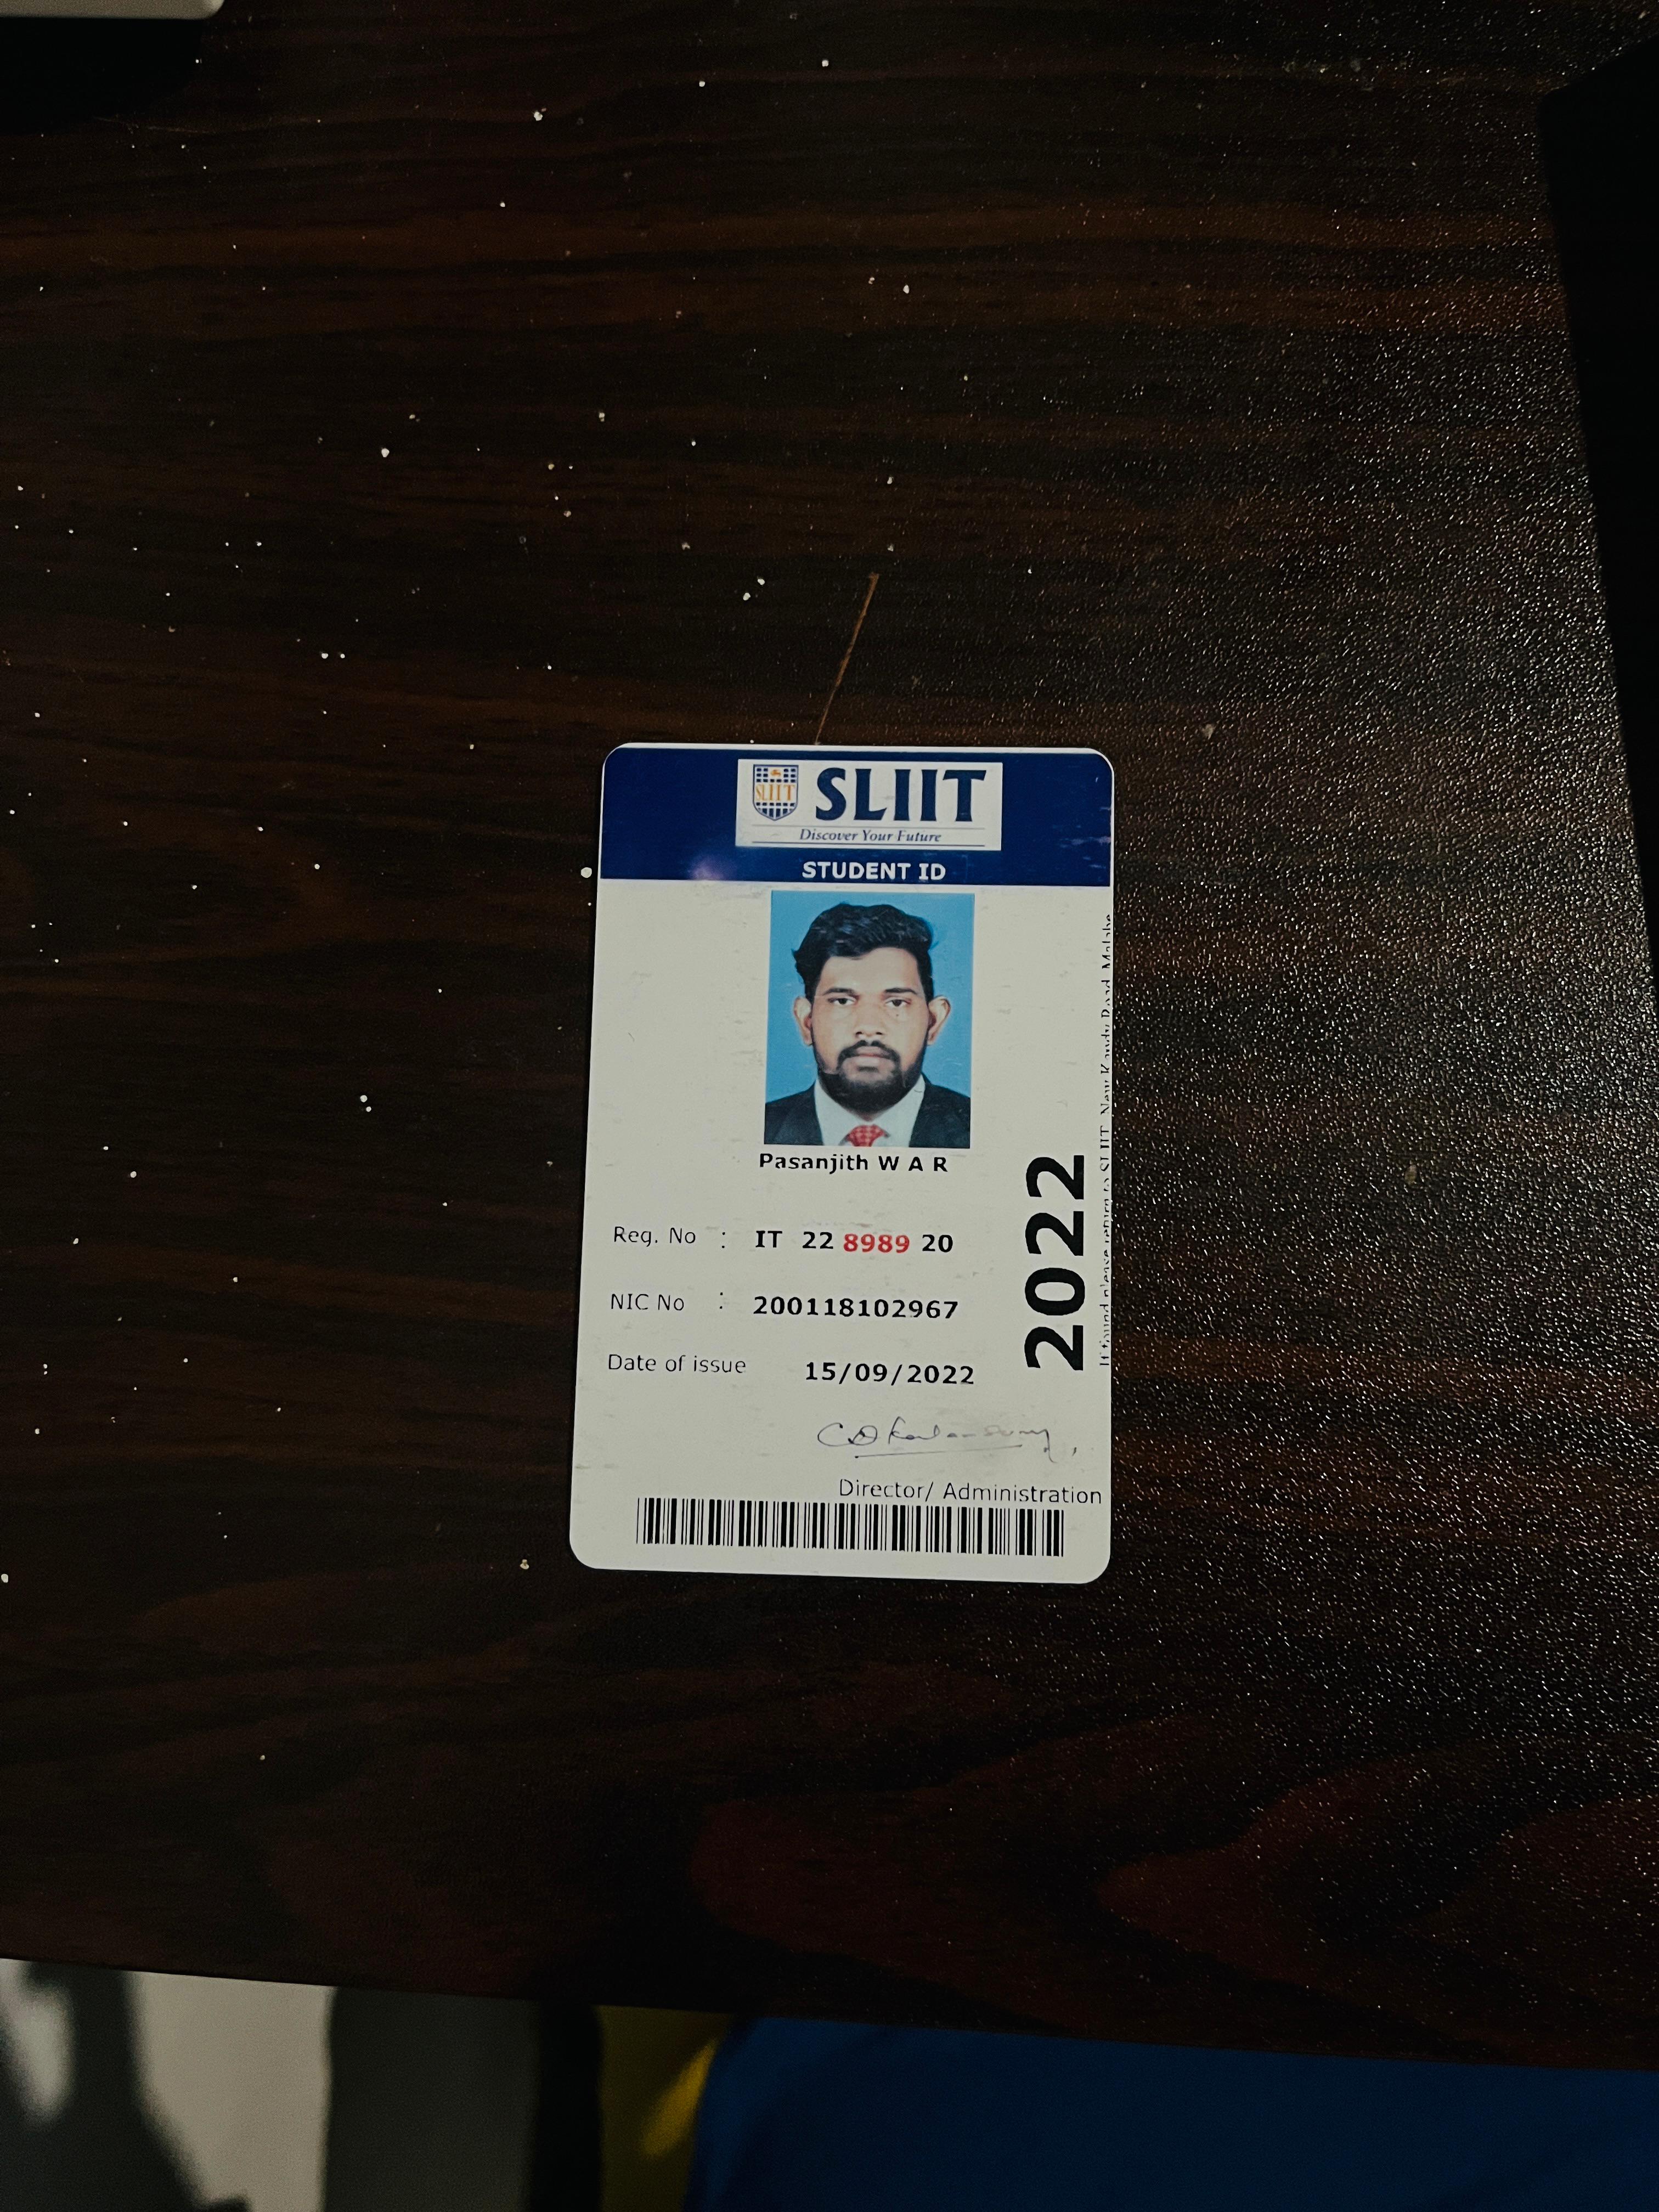 SLIIT
SLIIT
Discover Your Future
STUDENT ID
Pasanjith W A R
Reg. No : IT 22 8989 20
NIC No : 200118102967
Date of issue 15/09/2022
Director/ Administration
2022
If found please return to SLIIT, New Kandy Road, Malabe